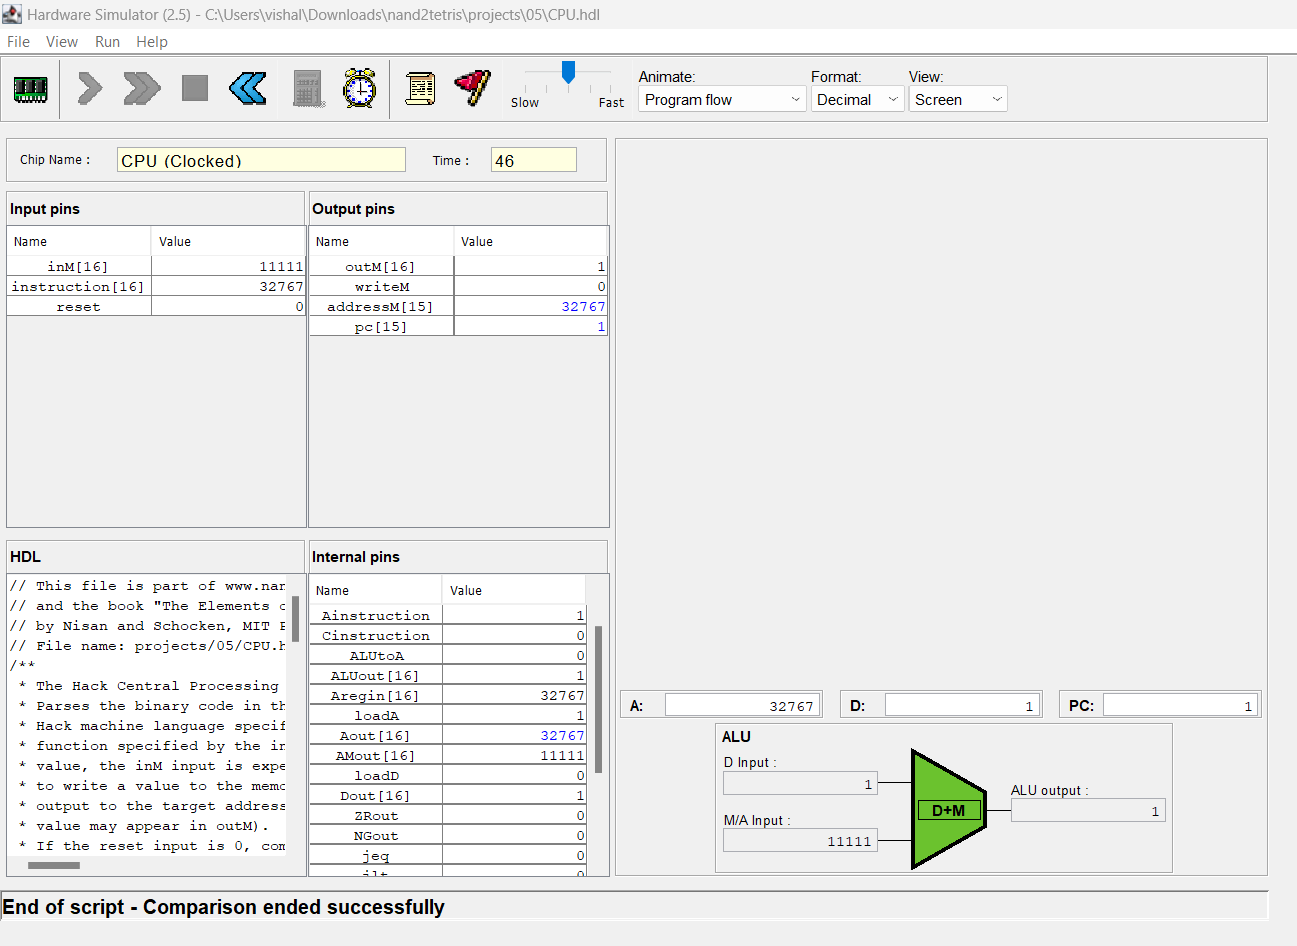 Hardware Simulator (2.5) - C:\Users\vishal\Downloads\nand2tetris\projects\05\CPU.hdl
File View Run Help
Slow Fast
Animate: Format: View:
Program flow Decimal Screen
Chip Name : CPU (Clocked) Time : 46
Input pins
Name Value
inM[16] 11111
instruction[16] 32767
reset 0
Output pins
Name Value
outM[16] 1
writeM 0
addressM[15] 32767
pc[15] 1
HDL
// This file is part of www.nan
// and the book "The Elements o
// by Nisan and Schocken, MIT P
// File name: projects/05/CPU.h
/**
* The Hack Central Processing
* Parses the binary code in th
* Hack machine language specif
* function specified by the in
* value, the inM input is expe
* to write a value to the memo
* output to the target address
* value may appear in outM).
* If the reset input is 0, com
Internal pins
Name Value
Ainstruction 1
Cinstruction 0
ALUtoA 0
ALUout[16] 1
Aregin[16] 32767
loadA 1
Aout[16] 32767
AMout[16] 11111
loadD 0
Dout[16] 1
ZRout 0
NGout 0
jeq 0
jlt 0
A: 32767 D: 1 PC: 1
ALU
D Input :
1
M/A Input :
11111
D+M
ALU output :
1
End of script - Comparison ended successfully